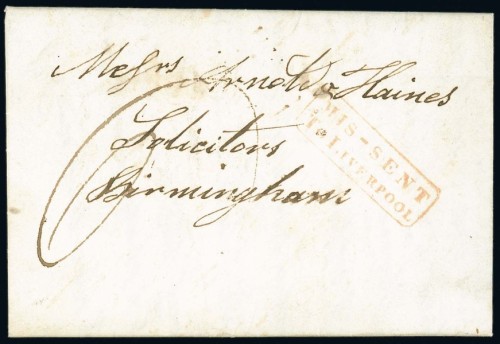 Messrs Arnold & Haines
Solicitors
Birmingham
MIS-SENT
To LIVERPOOL